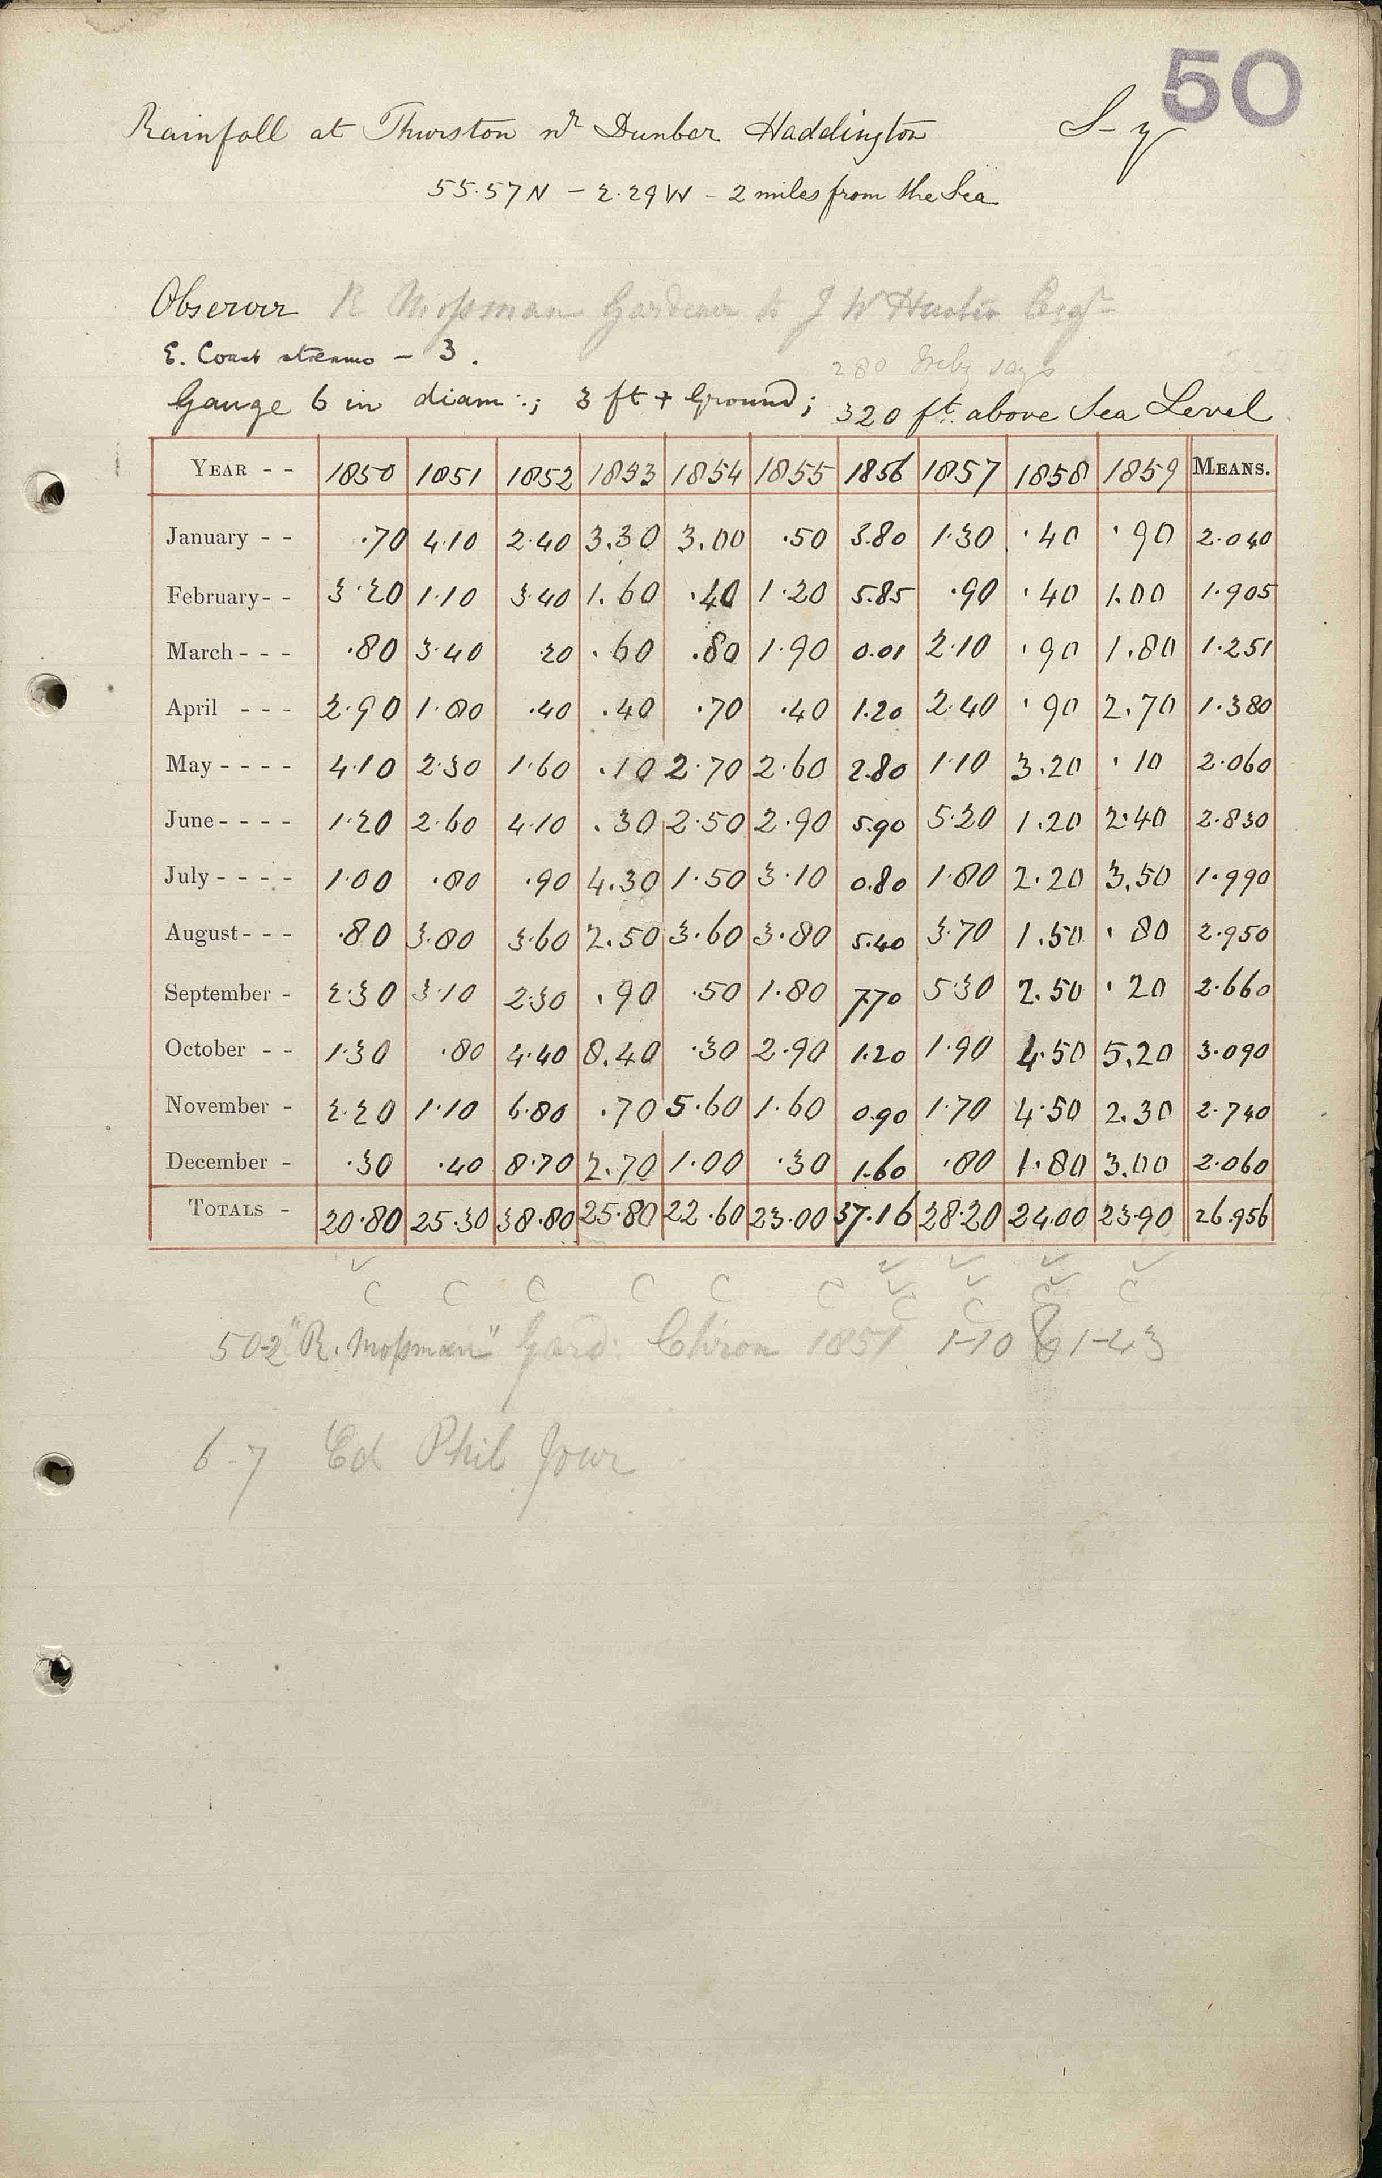 50
Rainfall at Thurston nr Dunbar Haddington S-y
55.57N - 2.29W - 2 miles from the Sea
Observer R Mossman Gardener to J W Hunter Esqr
E. Coast streams - 3.
280 says
Gauge 6 in diam:; 3 ft + Ground; 320 ft. above Sea Level
YEAR - - 1850 1851 1852 1853 1854 1855 1856 1857 1858 1859 MEANS.
January - - .70 4.10 2.40 3.30 3.00 .50 3.80 1.30 .40 .90 2.040
February - - 3.20 1.10 3.40 1.60 .40 1.20 5.85 .90 .40 1.00 1.905
March - - - .80 3.40 .20 .60 .80 1.90 0.01 2.10 .90 1.80 1.251
April - - - 2.90 1.80 .40 .40 .70 .40 1.20 2.40 .90 2.70 1.380
May - - - - 4.10 2.30 1.60 .10 2.70 2.60 2.80 1.10 3.20 .10 2.060
June - - - - 1.20 2.60 4.10 .30 2.50 2.90 5.90 5.20 1.20 2.40 2.830
July - - - - 1.00 .80 .90 4.30 1.50 3.10 0.80 1.80 2.20 3.50 1.990
August - - - .80 3.80 3.60 2.50 3.60 3.80 5.40 3.70 1.50 .80 2.950
September - 2.30 3.10 2.30 .90 .50 1.80 7.70 5.30 2.50 .20 2.660
October - - 1.30 .80 4.40 8.40 .30 2.90 1.20 1.90 4.50 5.20 3.090
November - 2.20 1.10 6.80 .70 5.60 1.60 0.90 1.70 4.50 2.30 2.740
December - .30 .40 8.70 2.70 1.00 .30 1.60 .80 1.80 3.00 2.060
TOTALS - 20.80 25.30 38.80 25.80 22.60 23.00 37.16 28.20 24.00 23.90 26.956
C C C C C C C C C C
50-2 "R. Mossman" Gard: Chron 1851 1-10 1-23
6-7 Ed Phil Jour